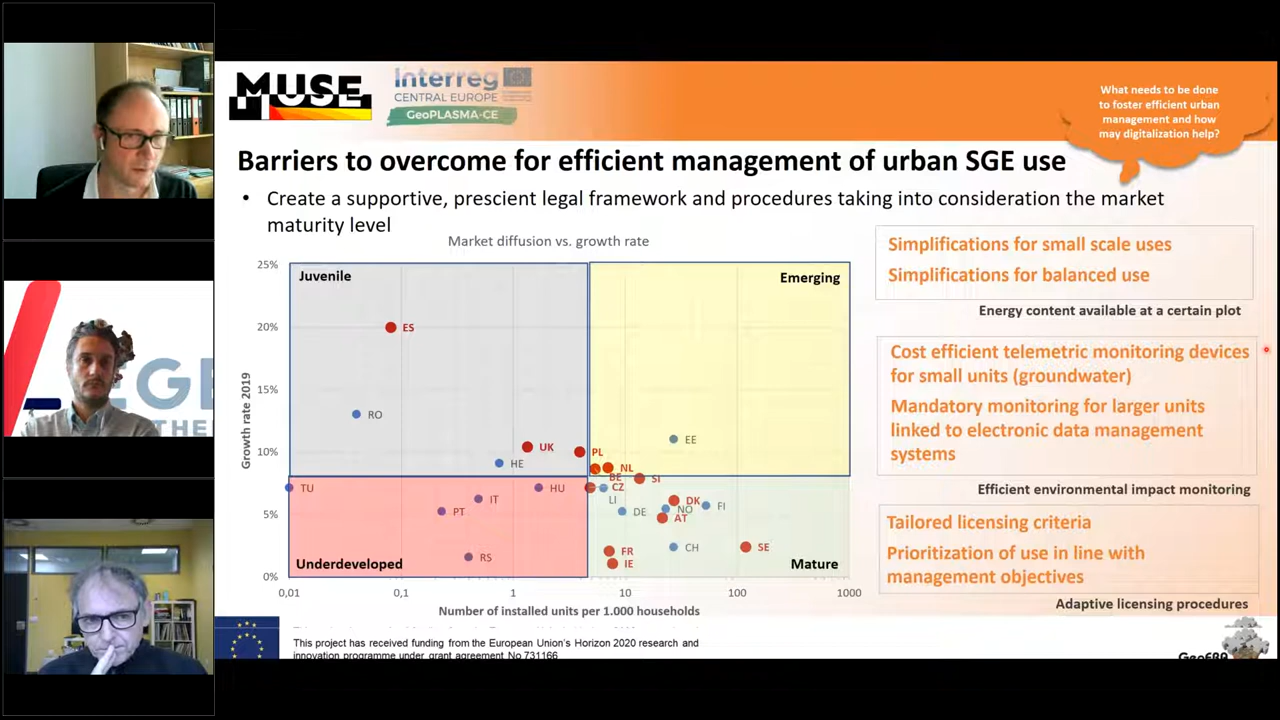 MUSE
Interreg
CENTRAL EUROPE
GeoPLASMA-CE
What needs to be done
to foster efficient urban
management and how
may digitalization help?
Barriers to overcome for efficient management of urban SGE use
• Create a supportive, prescient legal framework and procedures taking into consideration the market
maturity level
Market diffusion vs. growth rate
Growth rate 2019
25%
20%
15%
10%
5%
0%
Juvenile
Emerging
ES
RO
UK
PL
EE
HE
NL
BE
SI
TU
HU
CZ
IT
LI
DK
FI
PT
DE
NO
AT
RS
FR
CH
SE
IE
Underdeveloped
Mature
0,01
0,1
1
10
100
1000
Number of installed units per 1.000 households
Simplifications for small scale uses
Simplifications for balanced use
Energy content available at a certain plot
Cost efficient telemetric monitoring devices
for small units (groundwater)
Mandatory monitoring for larger units
linked to electronic data management
systems
Efficient environmental impact monitoring
Tailored licensing criteria
Prioritization of use in line with
management objectives
Adaptive licensing procedures
This project has received funding from the European Union's Horizon 2020 research and
innovation programme under grant agreement No 731166